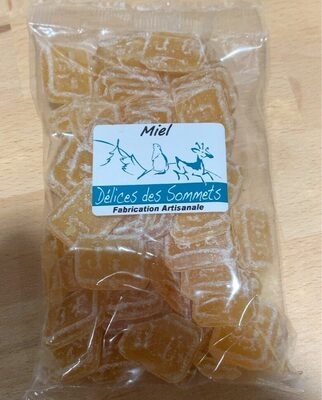 Miel
Délices des Sommets
Fabrication Artisanale